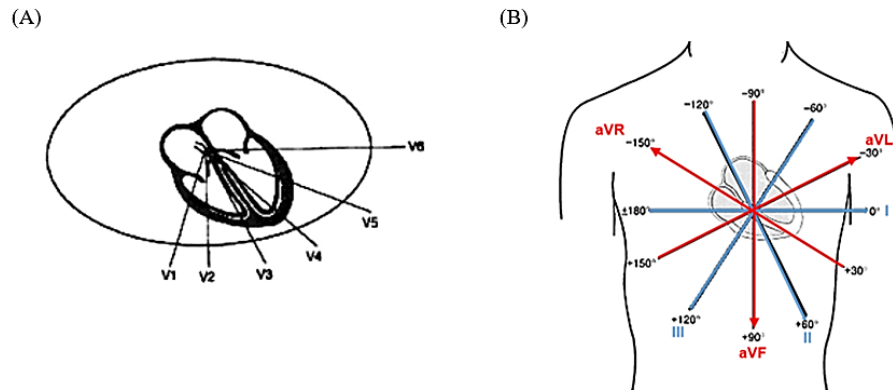 (A)
(B)
V6
V5
V4
V3
V2
V1
−90°
−120°
−60°
aVR
aVL
−150°
−30°
±180°
0° I
+150°
+30°
+120°
+60°
III
+90°
II
aVF